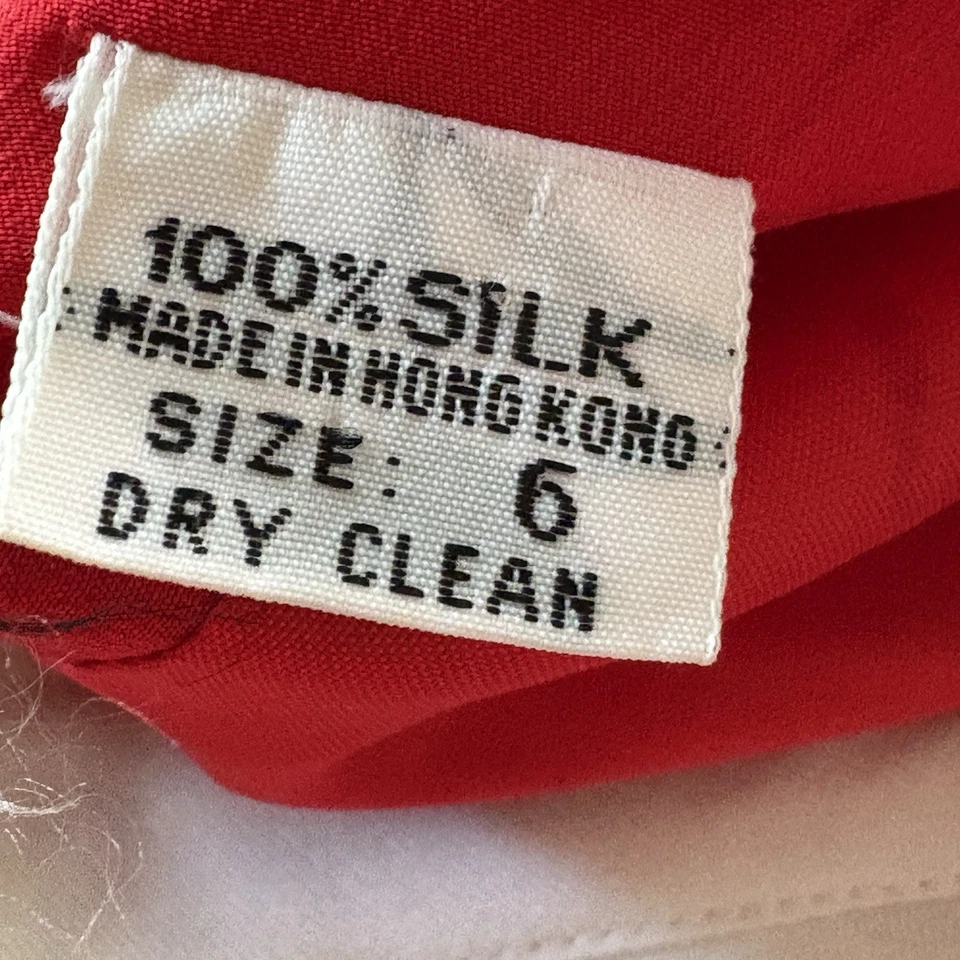 100% SILK
MADE IN HONG KONG
SIZE: 6
DRY CLEAN